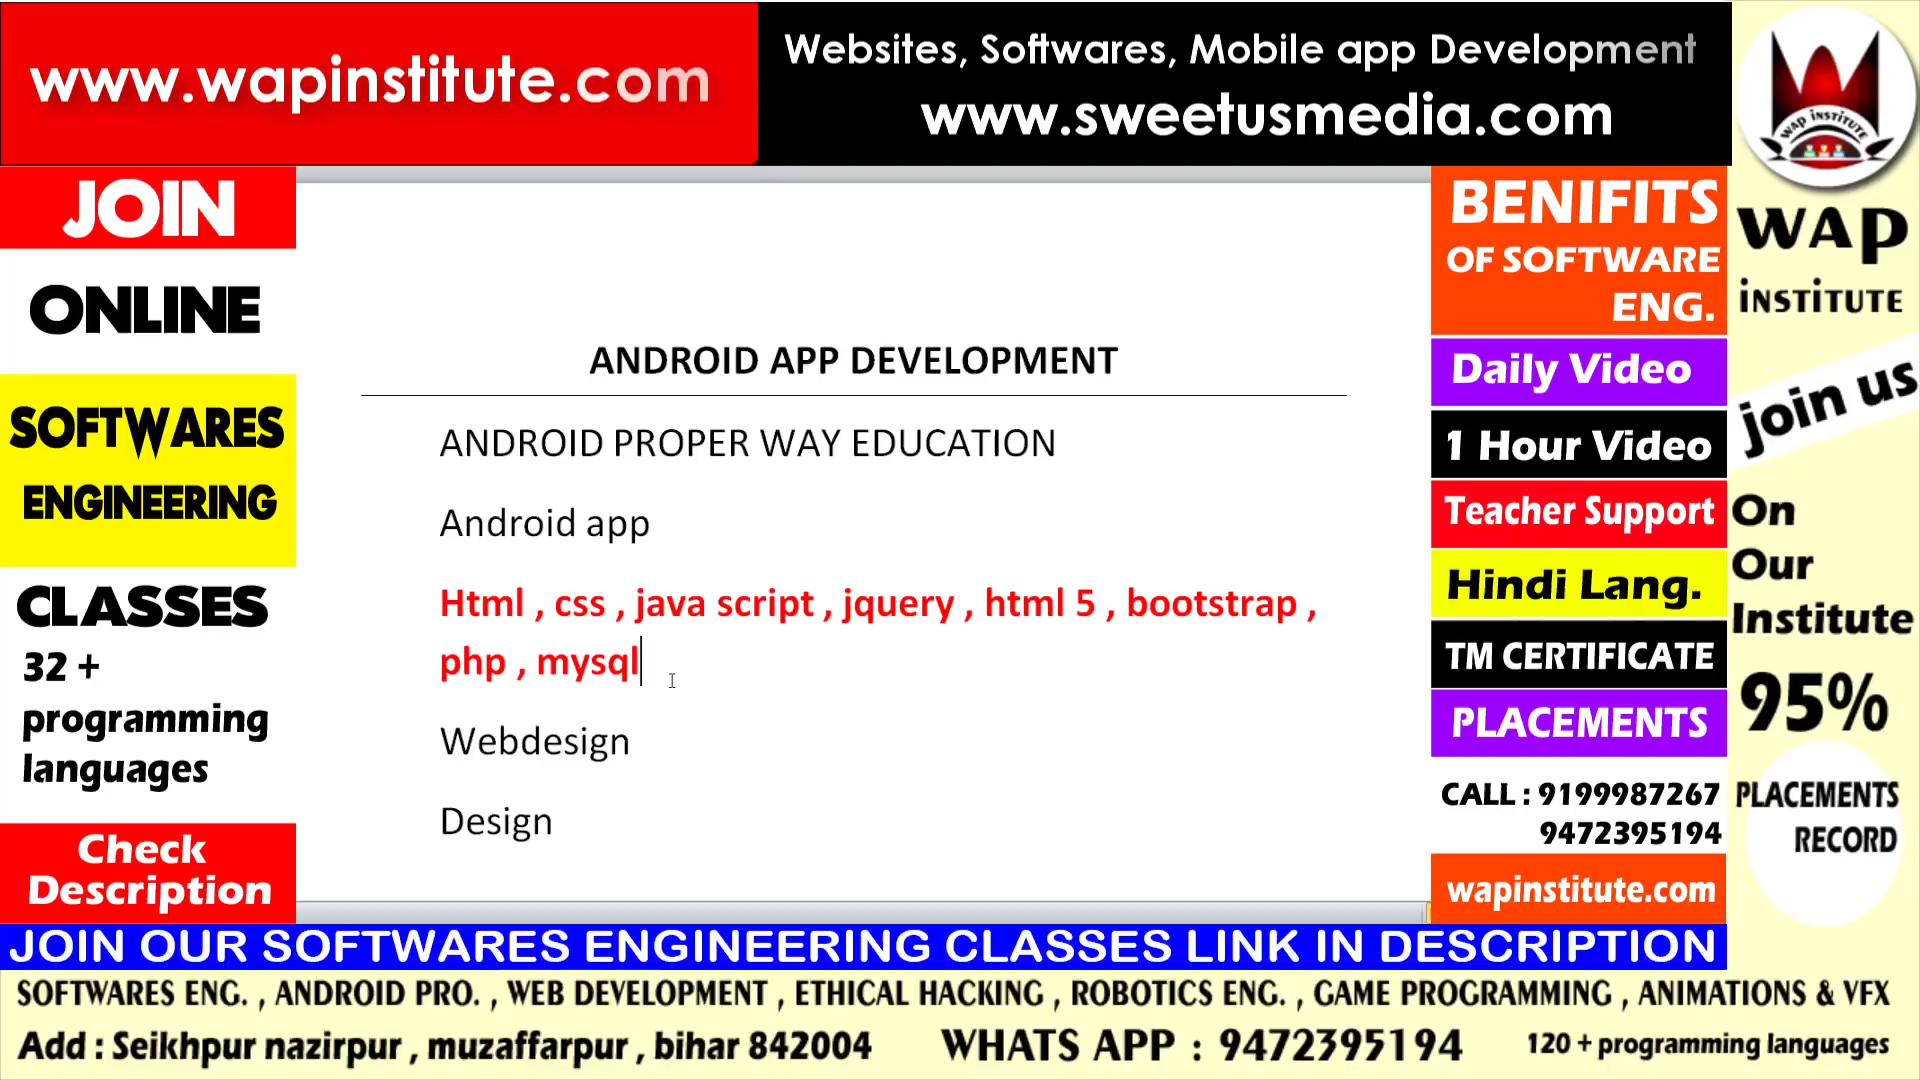 www.wapinstitute.com
Websites, Softwares, Mobile app Development
www.sweetusmedia.com
WAP INSTITUTE
JOIN
ONLINE
SOFTWARES
ENGINEERING
CLASSES
32 +
programming
languages
Check
Description
ANDROID APP DEVELOPMENT
ANDROID PROPER WAY EDUCATION
Android app
Html , css , java script , jquery , html 5 , bootstrap ,
php , mysql
Webdesign
Design
BENIFITS
OF SOFTWARE
ENG.
Daily Video
1 Hour Video
Teacher Support
Hindi Lang.
TM CERTIFICATE
PLACEMENTS
CALL : 9199987267
9472395194
wapinstitute.com
WAP
INSTITUTE
join us
On
Our
Institute
95%
PLACEMENTS
RECORD
JOIN OUR SOFTWARES ENGINEERING CLASSES LINK IN DESCRIPTION
SOFTWARES ENG. , ANDROID PRO. , WEB DEVELOPMENT , ETHICAL HACKING , ROBOTICS ENG. , GAME PROGRAMMING , ANIMATIONS & VFX
Add : Seikhpur nazirpur , muzaffarpur , bihar 842004 WHATS APP : 9472395194 120 + programming languages